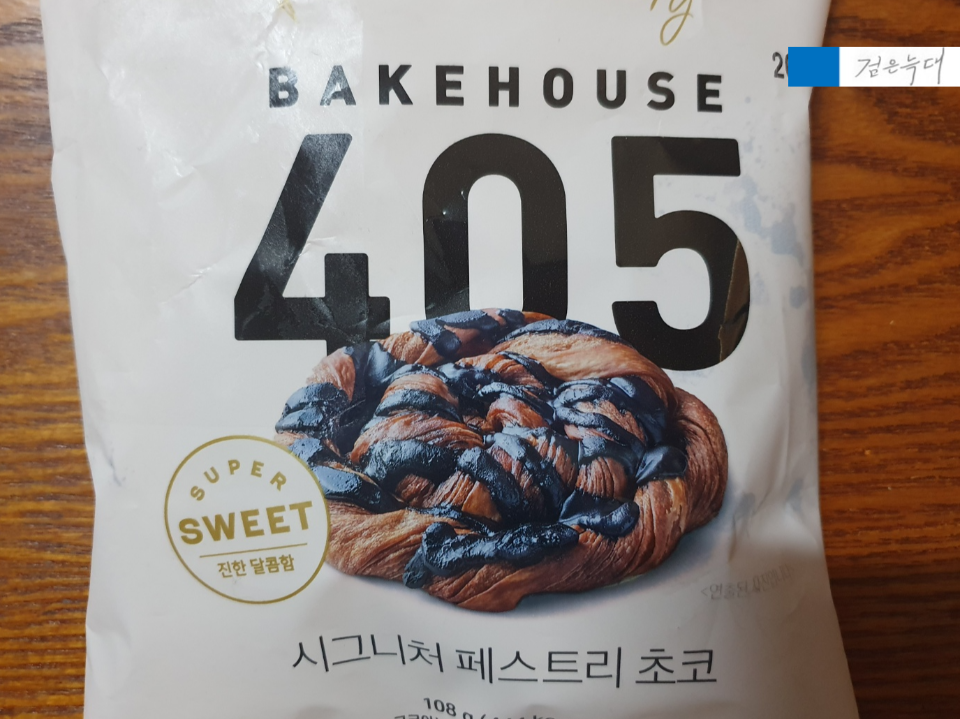 검은늑대
BAKEHOUSE
405
SUPER
SWEET
진한 달콤함
시그니처 페스트리 초코
108 g